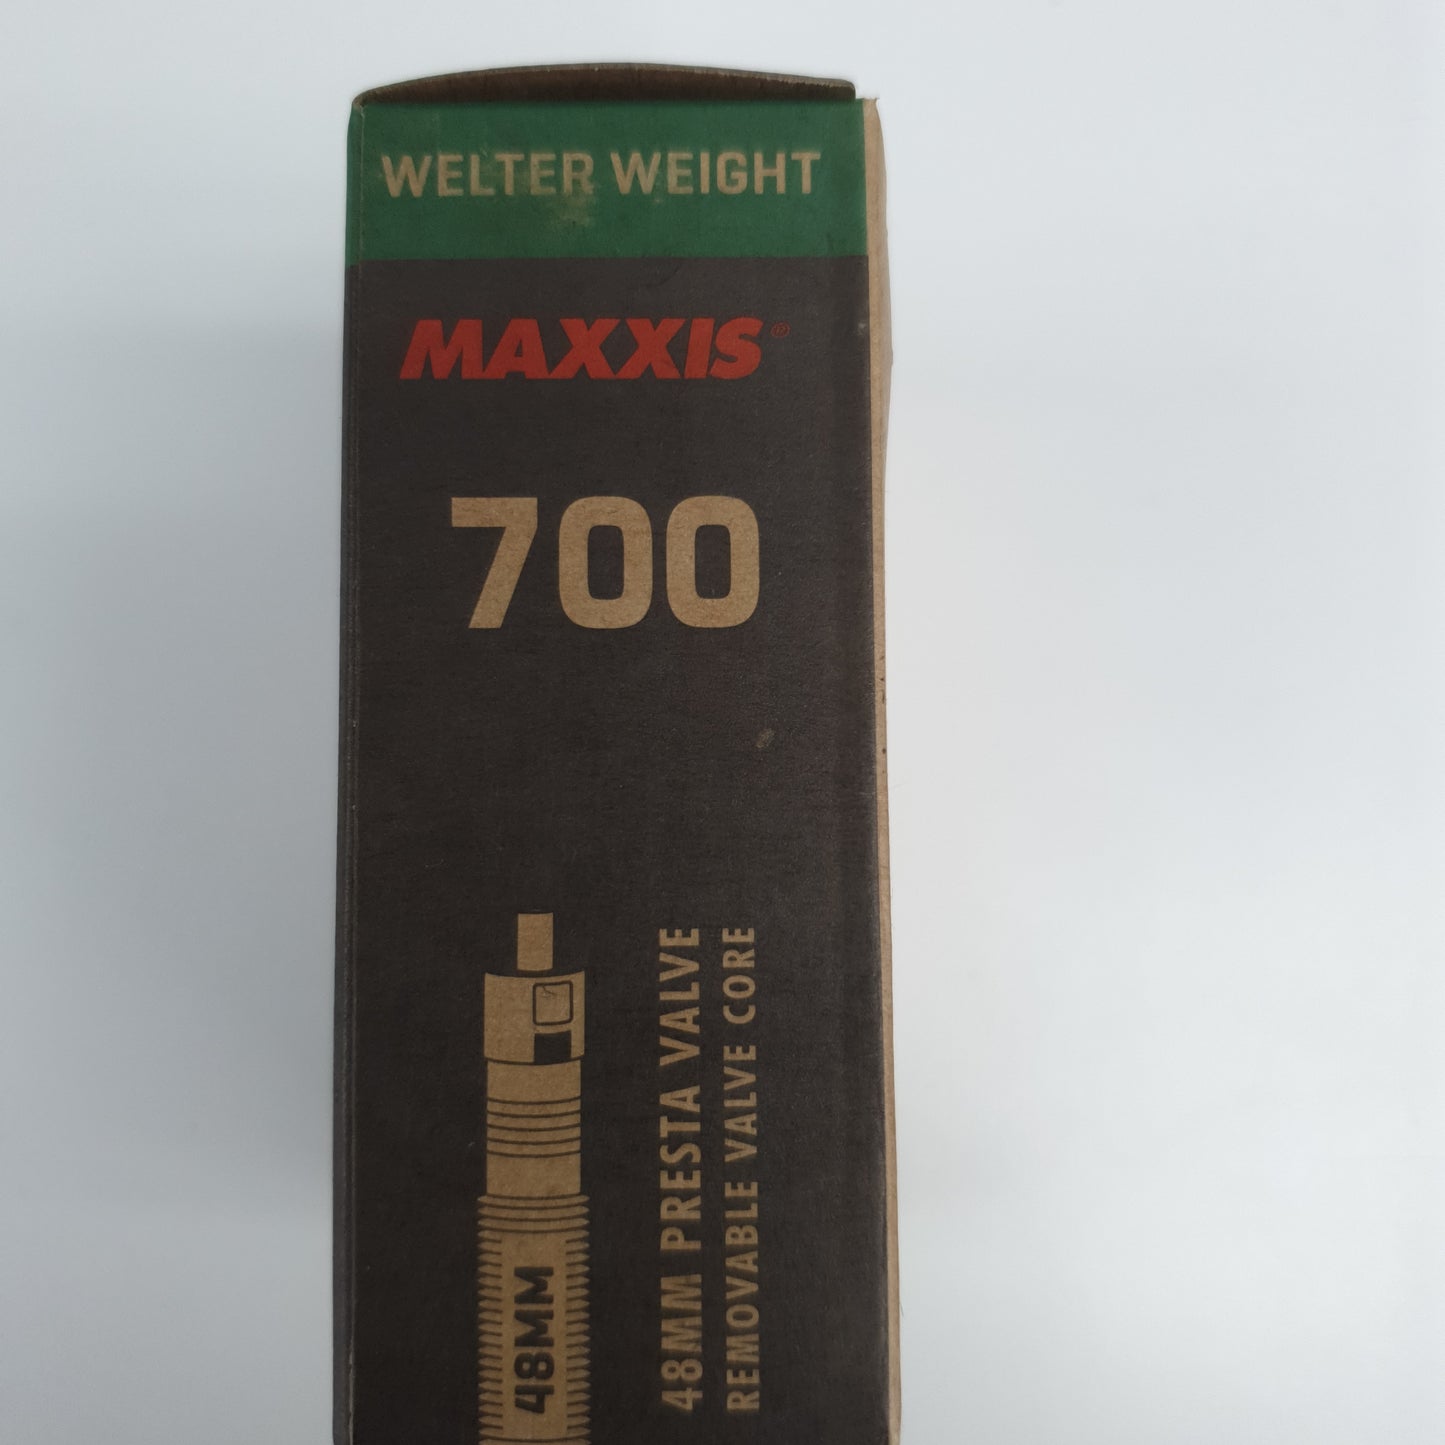 WELTER WEIGHT
MAXXIS®
700
48MM PRESTA VALVE
REMOVABLE VALVE CORE
48MM